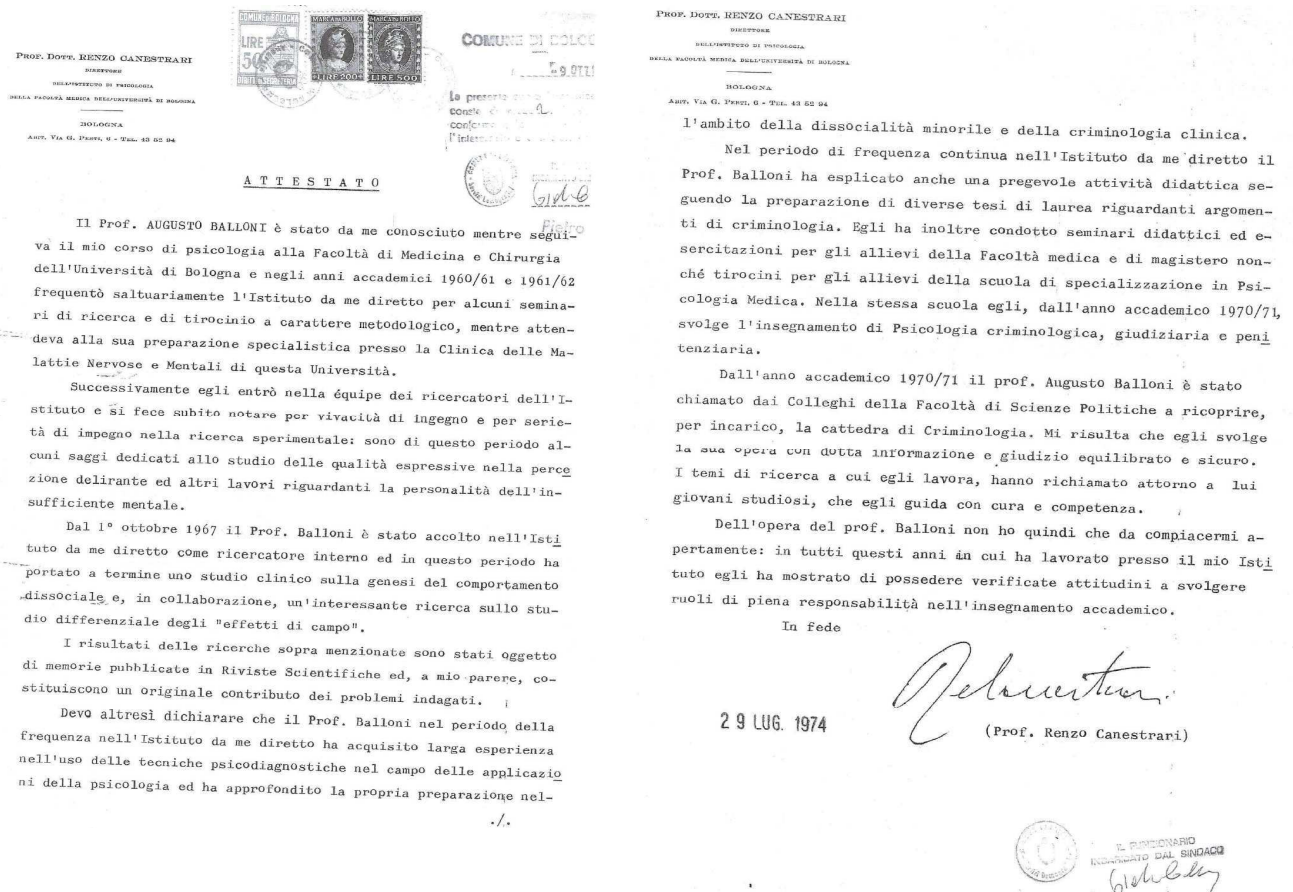 PROF. DOTT. RENZO CANESTRARI
DIRETTORE
DELL'ISTITUTO DI PSICOLOGIA
DELLA FACOLTÀ MEDICA DELL'UNIVERSITÀ DI BOLOGNA
BOLOGNA
ABIT. VIA G. PERTI, 6 - TEL. 43 52 94
COMUNE DI BOLOGNA
LIRE
50
DIRITTI di SEGRETERIA
MARCA DA BOLLO
LIRE 200
MARCA DA BOLLO
LIRE 500
COMUNE DI BOLOG
9 OTT
La presente
2.
ATTESTATO
Pietro
Il Prof. AUGUSTO BALLONI è stato da me conosciuto mentre segui-
va il mio corso di psicologia alla Facoltà di Medicina e Chirurgia
dell'Università di Bologna e negli anni accademici 1960/61 e 1961/62
frequentò saltuariamente l'Istituto da me diretto per alcuni semina-
ri di ricerca e di tirocinio a carattere metodologico, mentre atten-
deva alla sua preparazione specialistica presso la Clinica delle Ma-
lattie Nervose e Mentali di questa Università.
Successivamente egli entrò nella équipe dei ricercatori dell'I-
stituto e si fece subito notare per vivacità di ingegno e per serie-
tà di impegno nella ricerca sperimentale: sono di questo periodo al-
cuni saggi dedicati allo studio delle qualità espressive nella perce
zione delirante ed altri lavori riguardanti la personalità dell'in-
sufficiente mentale.
Dal 1° ottobre 1967 il Prof. Balloni è stato accolto nell'Isti
tuto da me diretto come ricercatore interno ed in questo periodo ha
portato a termine uno studio clinico sulla genesi del comportamento
dissociale e, in collaborazione, un'interessante ricerca sullo stu-
dio differenziale degli "effetti di campo".
I risultati delle ricerche sopra menzionate sono stati oggetto
di memorie pubblicate in Riviste Scientifiche ed, a mio parere, co-
stituiscono un originale contributo dei problemi indagati.
Devo altresì dichiarare che il Prof. Balloni nel periodo della
frequenza nell'Istituto da me diretto ha acquisito larga esperienza
nell'uso delle tecniche psicodiagnostiche nel campo delle applicazio
ni della psicologia ed ha approfondito la propria preparazione nel-
./.
PROF. DOTT. RENZO CANESTRARI
DIRETTORE
DELL'ISTITUTO DI PSICOLOGIA
DELLA FACOLTÀ MEDICA DELL'UNIVERSITÀ DI BOLOGNA
BOLOGNA
ABIT. VIA G. PERTI, 6 - TEL. 43 52 94
l'ambito della dissocialità minorile e della criminologia clinica.
Nel periodo di frequenza continua nell'Istituto da me diretto il
Prof. Balloni ha esplicato anche una pregevole attività didattica se-
guendo la preparazione di diverse tesi di laurea riguardanti argomen-
ti di criminologia. Egli ha inoltre condotto seminari didattici ed e-
sercitazioni per gli allievi della Facoltà medica e di magistero non-
ché tirocini per gli allievi della scuola di specializzazione in Psi-
cologia Medica. Nella stessa scuola egli, dall'anno accademico 1970/71,
svolge l'insegnamento di Psicologia criminologica, giudiziaria e peni
tenziaria.
Dall'anno accademico 1970/71 il prof. Augusto Balloni è stato
chiamato dai Colleghi della Facoltà di Scienze Politiche a ricoprire,
per incarico, la cattedra di Criminologia. Mi risulta che egli svolge
la sua opera con dotta informazione e giudizio equilibrato e sicuro.
I temi di ricerca a cui egli lavora, hanno richiamato attorno a lui
giovani studiosi, che egli guida con cura e competenza.
Dell'opera del prof. Balloni non ho quindi che da compiacermi a-
pertamente: in tutti questi anni in cui ha lavorato presso il mio Isti
tuto egli ha mostrato di possedere verificate attitudini a svolgere
ruoli di piena responsabilità nell'insegnamento accademico.
In fede
29 LUG. 1974
(Prof. Renzo Canestrari)
IL FUNZIONARIO
INCARICATO DAL SINDACO